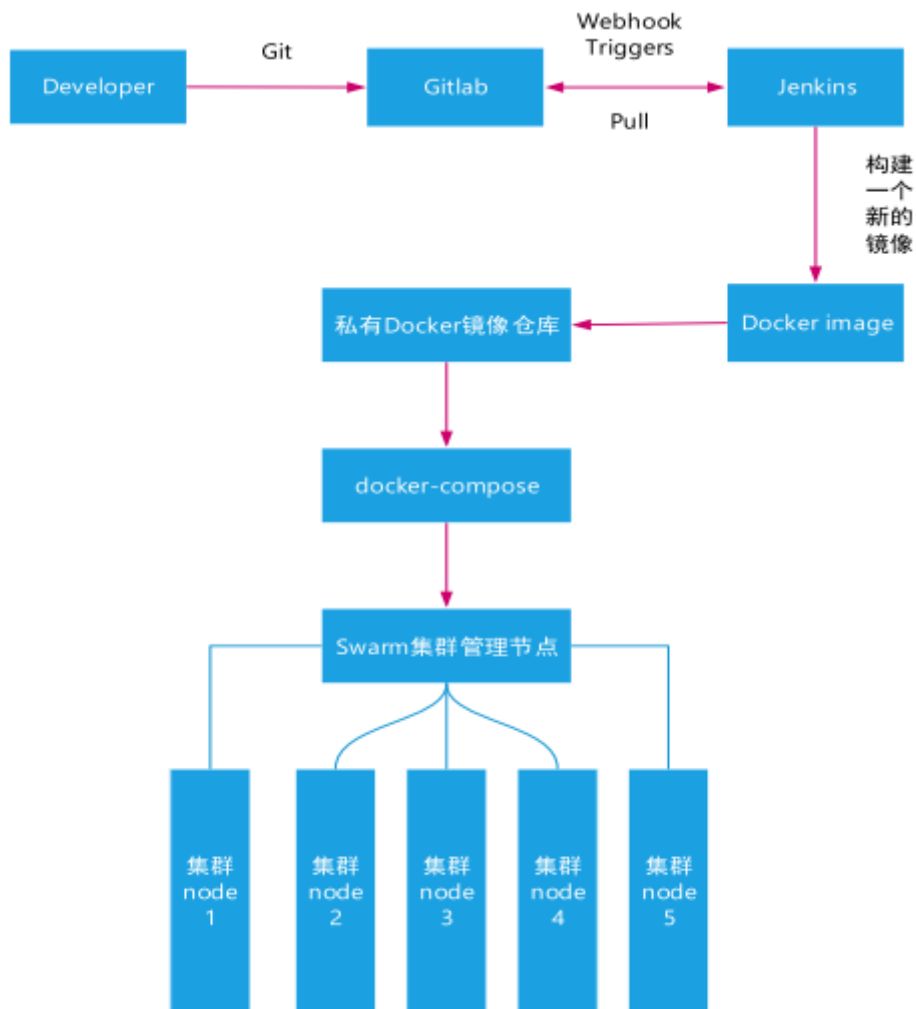 Developer
Git
Gitlab
Webhook
Triggers
Pull
Jenkins
构建
一个
新的
镜像
私有Docker镜像仓库
Docker image
docker-compose
Swarm集群管理节点
集群
node
1
集群
node
2
集群
node
3
集群
node
4
集群
node
5